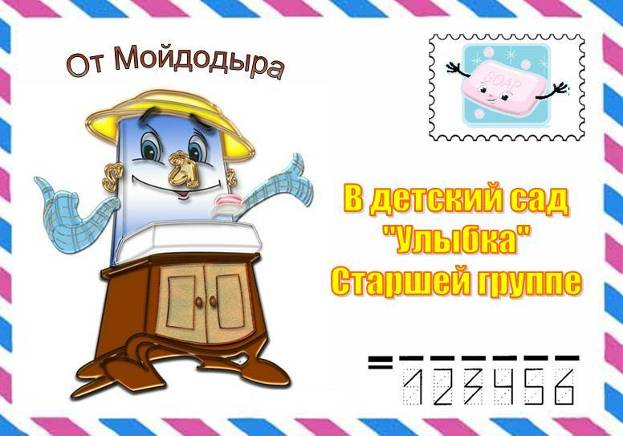 От Мойдодыра
SOAP
В детский сад
"Улыбка"
Старшей группе
123456